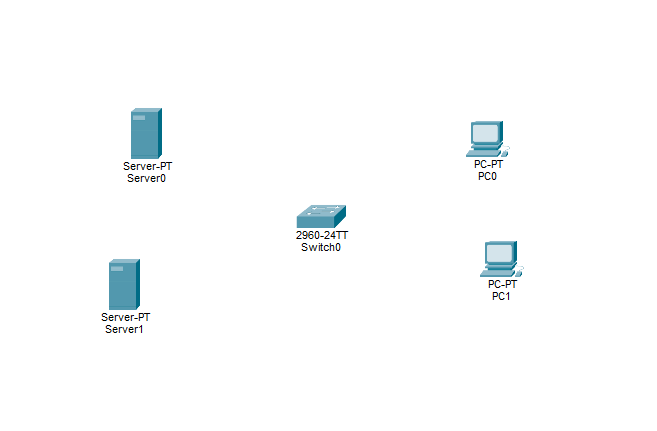 Server-PT
Server0
PC-PT
PC0
2960-24TT
Switch0
Server-PT
Server1
PC-PT
PC1